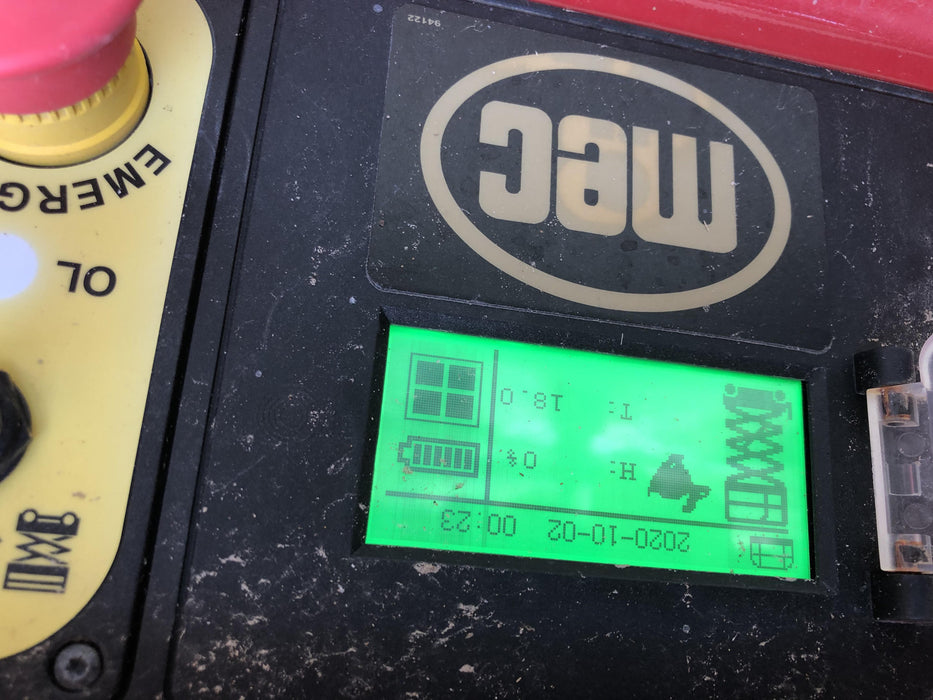 2020-10-02 00:23
H: 0%
T: 18.0
mec
94122
OL
EMERG